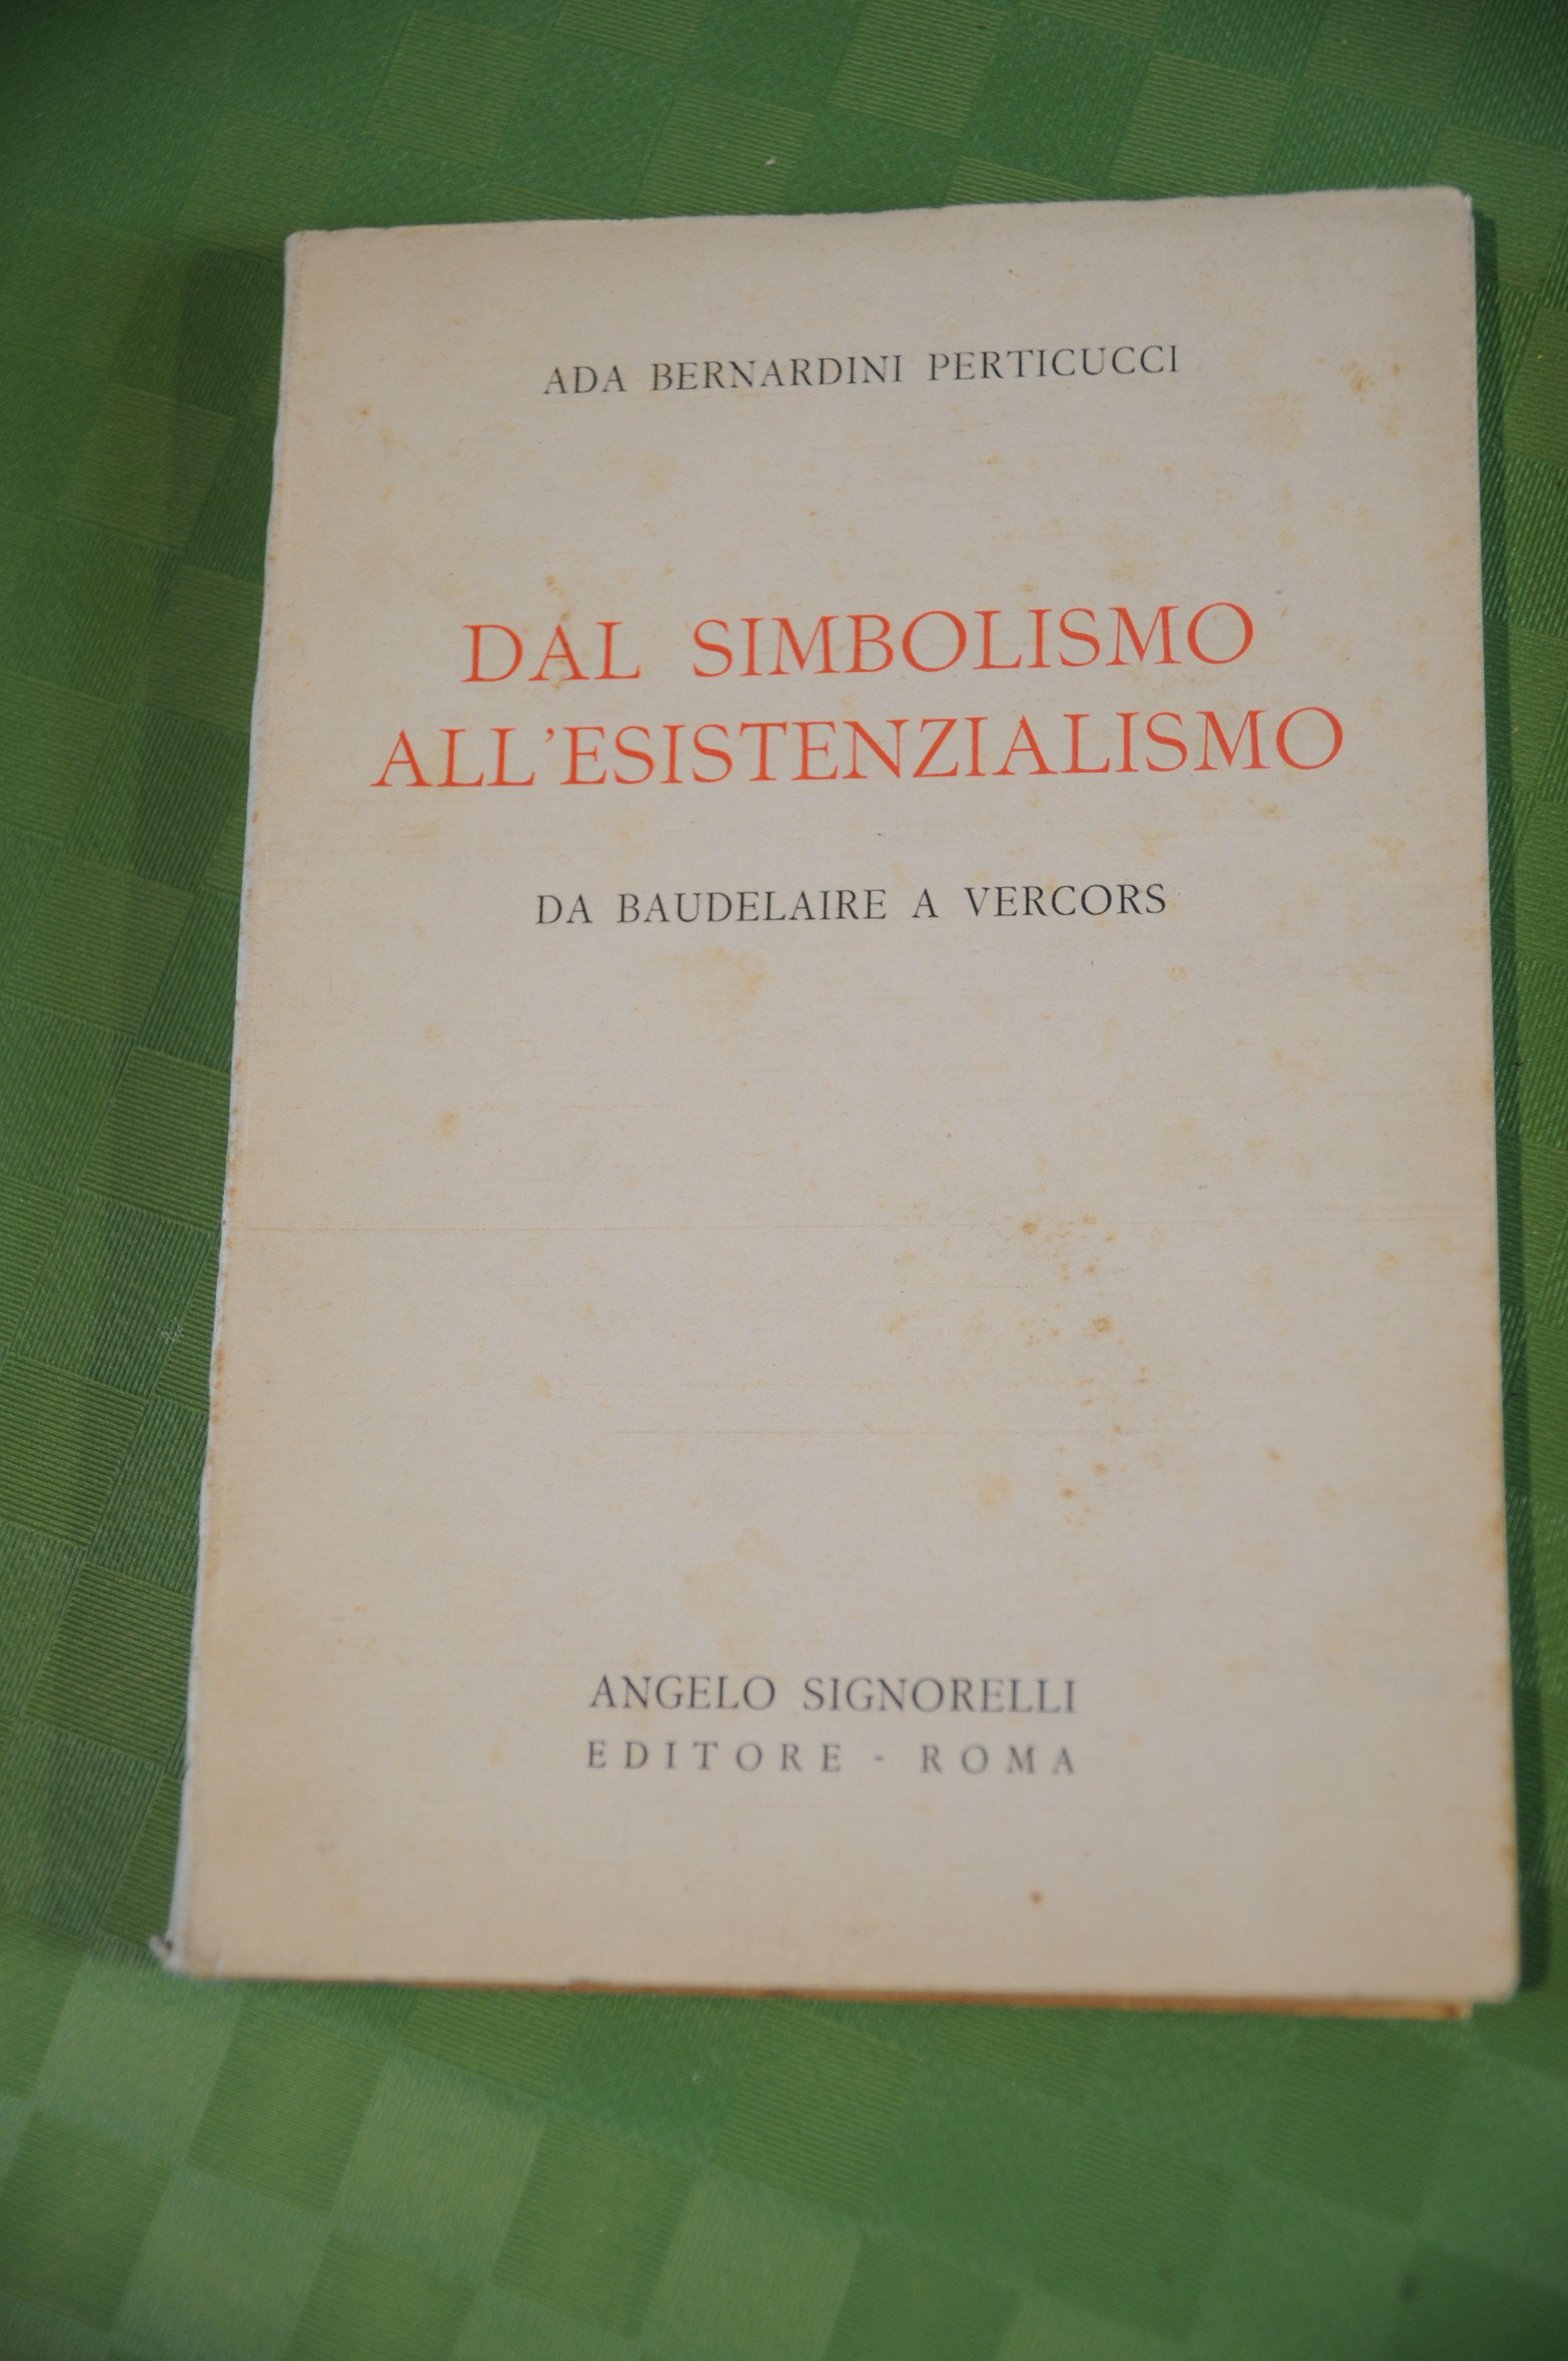 ADA BERNARDINI PERTICUCCI
DAL SIMBOLISMO
ALL'ESISTENZIALISMO
DA BAUDELAIRE A VERCORS
ANGELO SIGNORELLI
EDITORE - ROMA